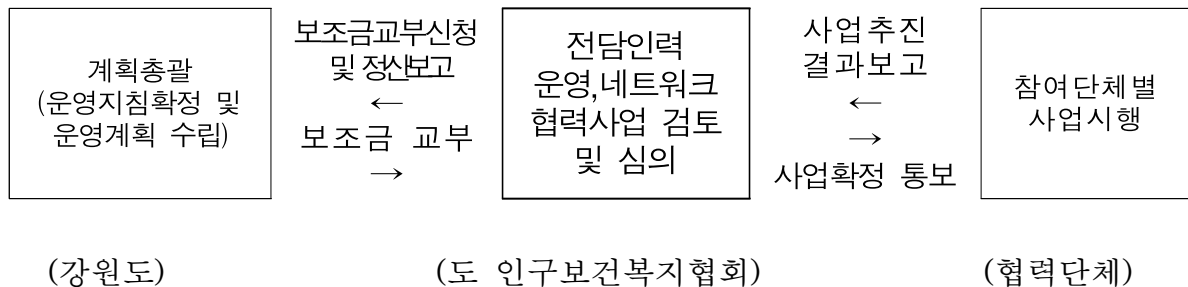 계획총괄
(운영지침확정 및
운영계획 수립)
보조금교부신청
및 정산보고
←
보조금 교부
→
전담인력
운영,네트워크
협력사업 검토
및 심의
사업추진
결과보고
←
→
사업확정 통보
참여단체별
사업시행
(강원도)
(도 인구보건복지협회)
(협력단체)